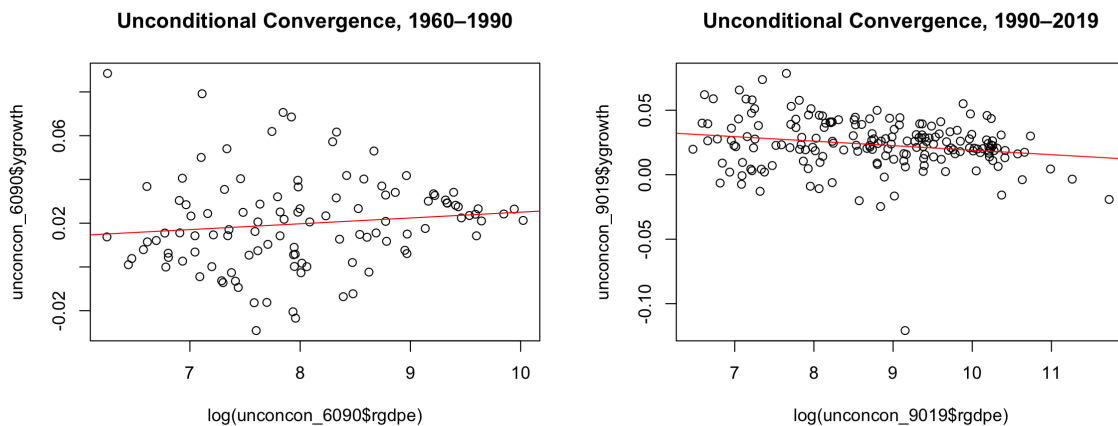 Unconditional Convergence, 1960–1990
unconcon_6090$ygrowth
0.06
0.02
-0.02
7 8 9 10
log(unconcon_6090$rgdpe)
Unconditional Convergence, 1990–2019
unconcon_9019$ygrowth
0.05
0.00
-0.05
-0.10
7 8 9 10 11
log(unconcon_9019$rgdpe)